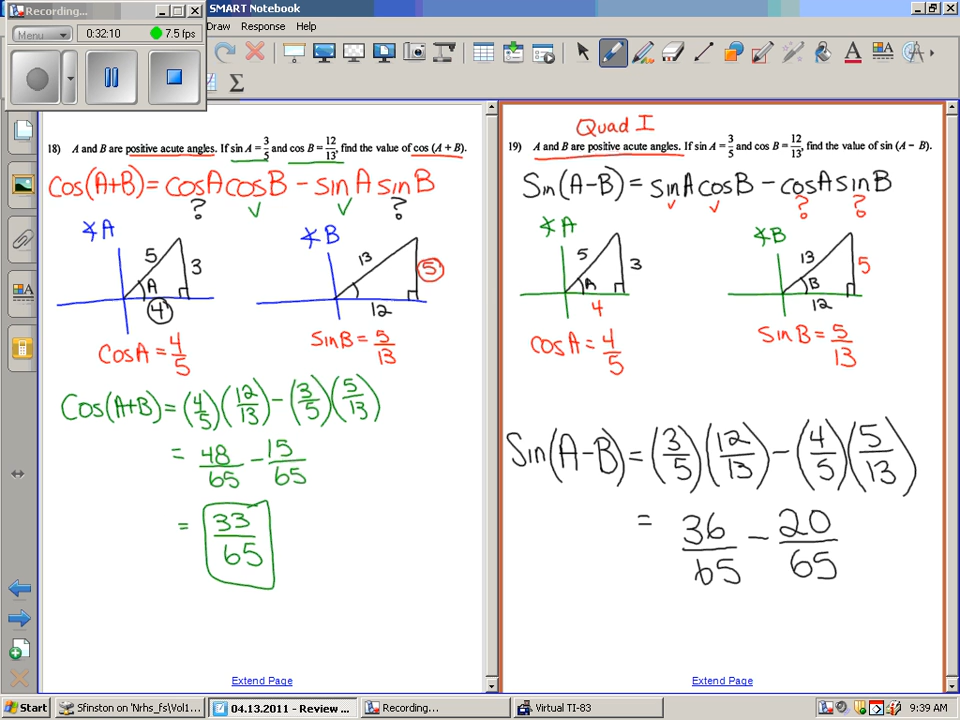 Recording...
SMART Notebook
Menu
0:32:10
7.5 fps
Draw Format Help
18) A and B are positive acute angles. If sin A = 3/5 and cos B = 12/13, find the value of cos (A + B).
Cos(A+B) = cosA cosB - sinA sinB
? ✓ ✓ ?
∢A
5
3
A
4
∢B
13
5
12
cosA = 4/5
sinB = 5/13
Cos(A+B) = (4/5)(12/13) - (3/5)(5/13)
= 48/65 - 15/65
= 33/65
Extend Page
Quad I
19) A and B are positive acute angles. If sin A = 3/5 and cos B = 12/13, find the value of sin (A − B).
Sin(A-B) = sinA cosB - cosA sinB
✓ ✓ ? ?
∢A
5
3
A
4
∢B
13
5
B
12
cosA = 4/5
sinB = 5/13
Sin(A-B) = (3/5)(12/13) - (4/5)(5/13)
= 36/65 - 20/65
Extend Page
Start
Sfinston on 'Nrhs_fs\Vol1...
04.13.2011 - Review ...
Recording...
Virtual TI-83
9:39 AM